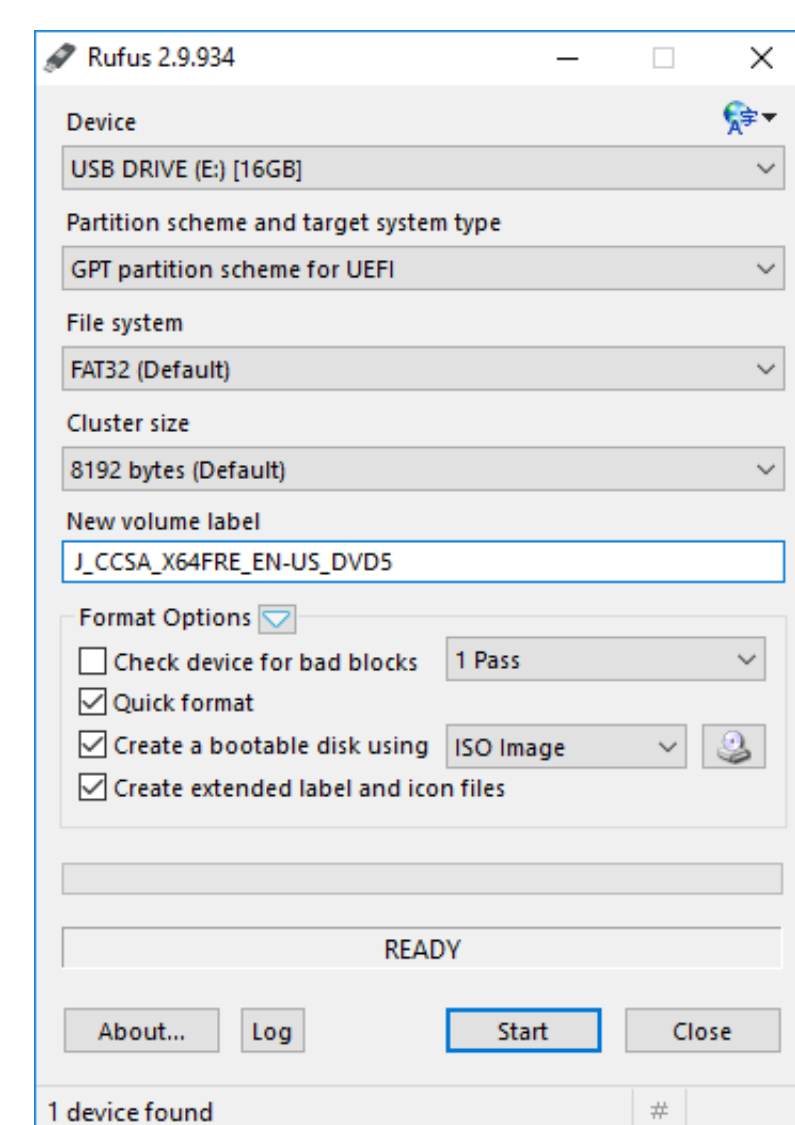 Rufus 2.9.934
Device
A字
USB DRIVE (E:) [16GB]
Partition scheme and target system type
GPT partition scheme for UEFI
File system
FAT32 (Default)
Cluster size
8192 bytes (Default)
New volume label
J_CCSA_X64FRE_EN-US_DVD5
Format Options
Check device for bad blocks 1 Pass
Quick format
Create a bootable disk using ISO Image
Create extended label and icon files
READY
About... Log Start Close
1 device found #